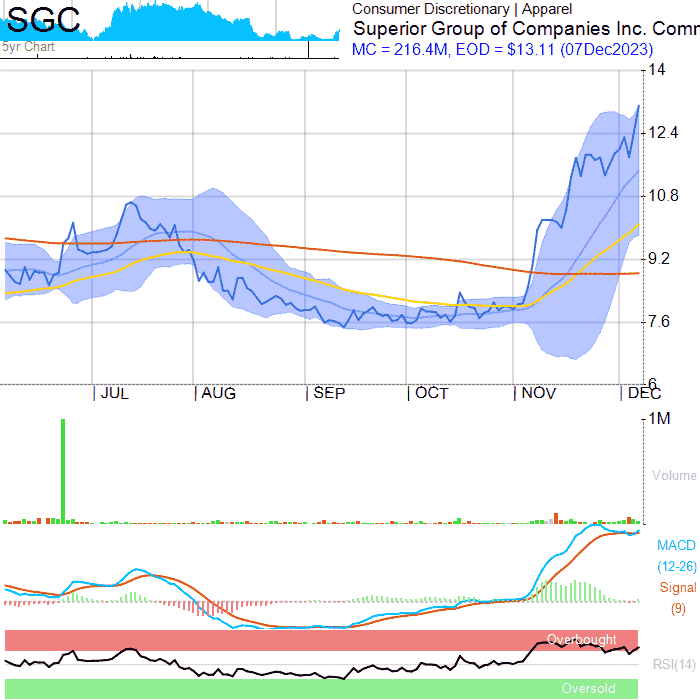 SGC
5yr Chart
Consumer Discretionary | Apparel
Superior Group of Companies Inc. Comm
MC = 216.4M, EOD = $13.11 (07Dec2023)
14
12.4
10.8
9.2
7.6
6
JUL AUG SEP OCT NOV DEC
1M
Volume
MACD
(12-26)
Signal
(9)
Overbought
RSI(14)
Oversold